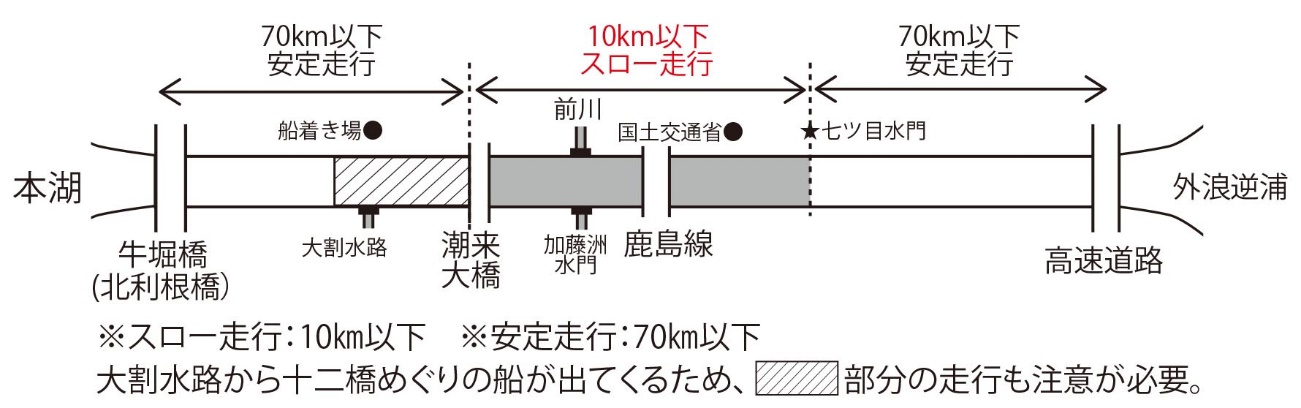 70km以下
安定走行
10km以下
スロー走行
70km以下
安定走行
前川
船着き場●
国土交通省●
★七ツ目水門
本湖
外浪逆浦
牛堀橋
(北利根橋)
大割水路
潮来
大橋
加藤洲
水門
鹿島線
高速道路
※スロー走行：10㎞以下　※安定走行：70㎞以下
大割水路から十二橋めぐりの船が出てくるため、部分の走行も注意が必要。